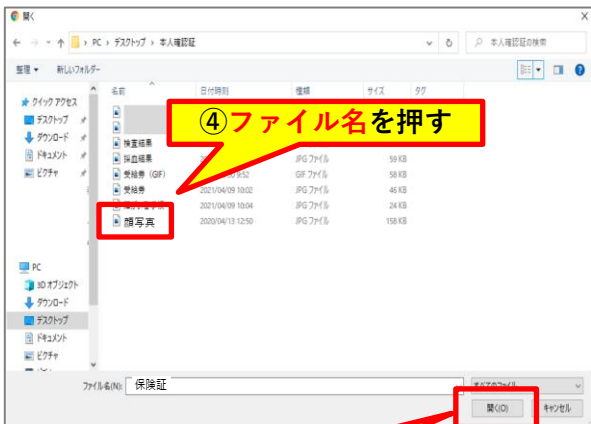 開く
PC › デスクトップ › 本人確認証
本人確認証の検索
整理 新しいフォルダー
名前 日付時刻 種類 サイズ タグ
クイック アクセス
デスクトップ
ダウンロード
ドキュメント
ピクチャ
④ファイル名を押す
検査結果
採血結果 JPG ファイル 59 KB
受給券 (GIF) 9:52 GIF ファイル 58 KB
受給券 2021/04/09 10:02 JPG ファイル 46 KB
2021/04/09 10:04 JPG ファイル 24 KB
顔写真 2020/04/13 12:50 JPG ファイル 158 KB
PC
3D オブジェクト
ダウンロード
デスクトップ
ドキュメント
ピクチャ
ファイル名(N): 保険証
すべてのファイル
開く(O) キャンセル